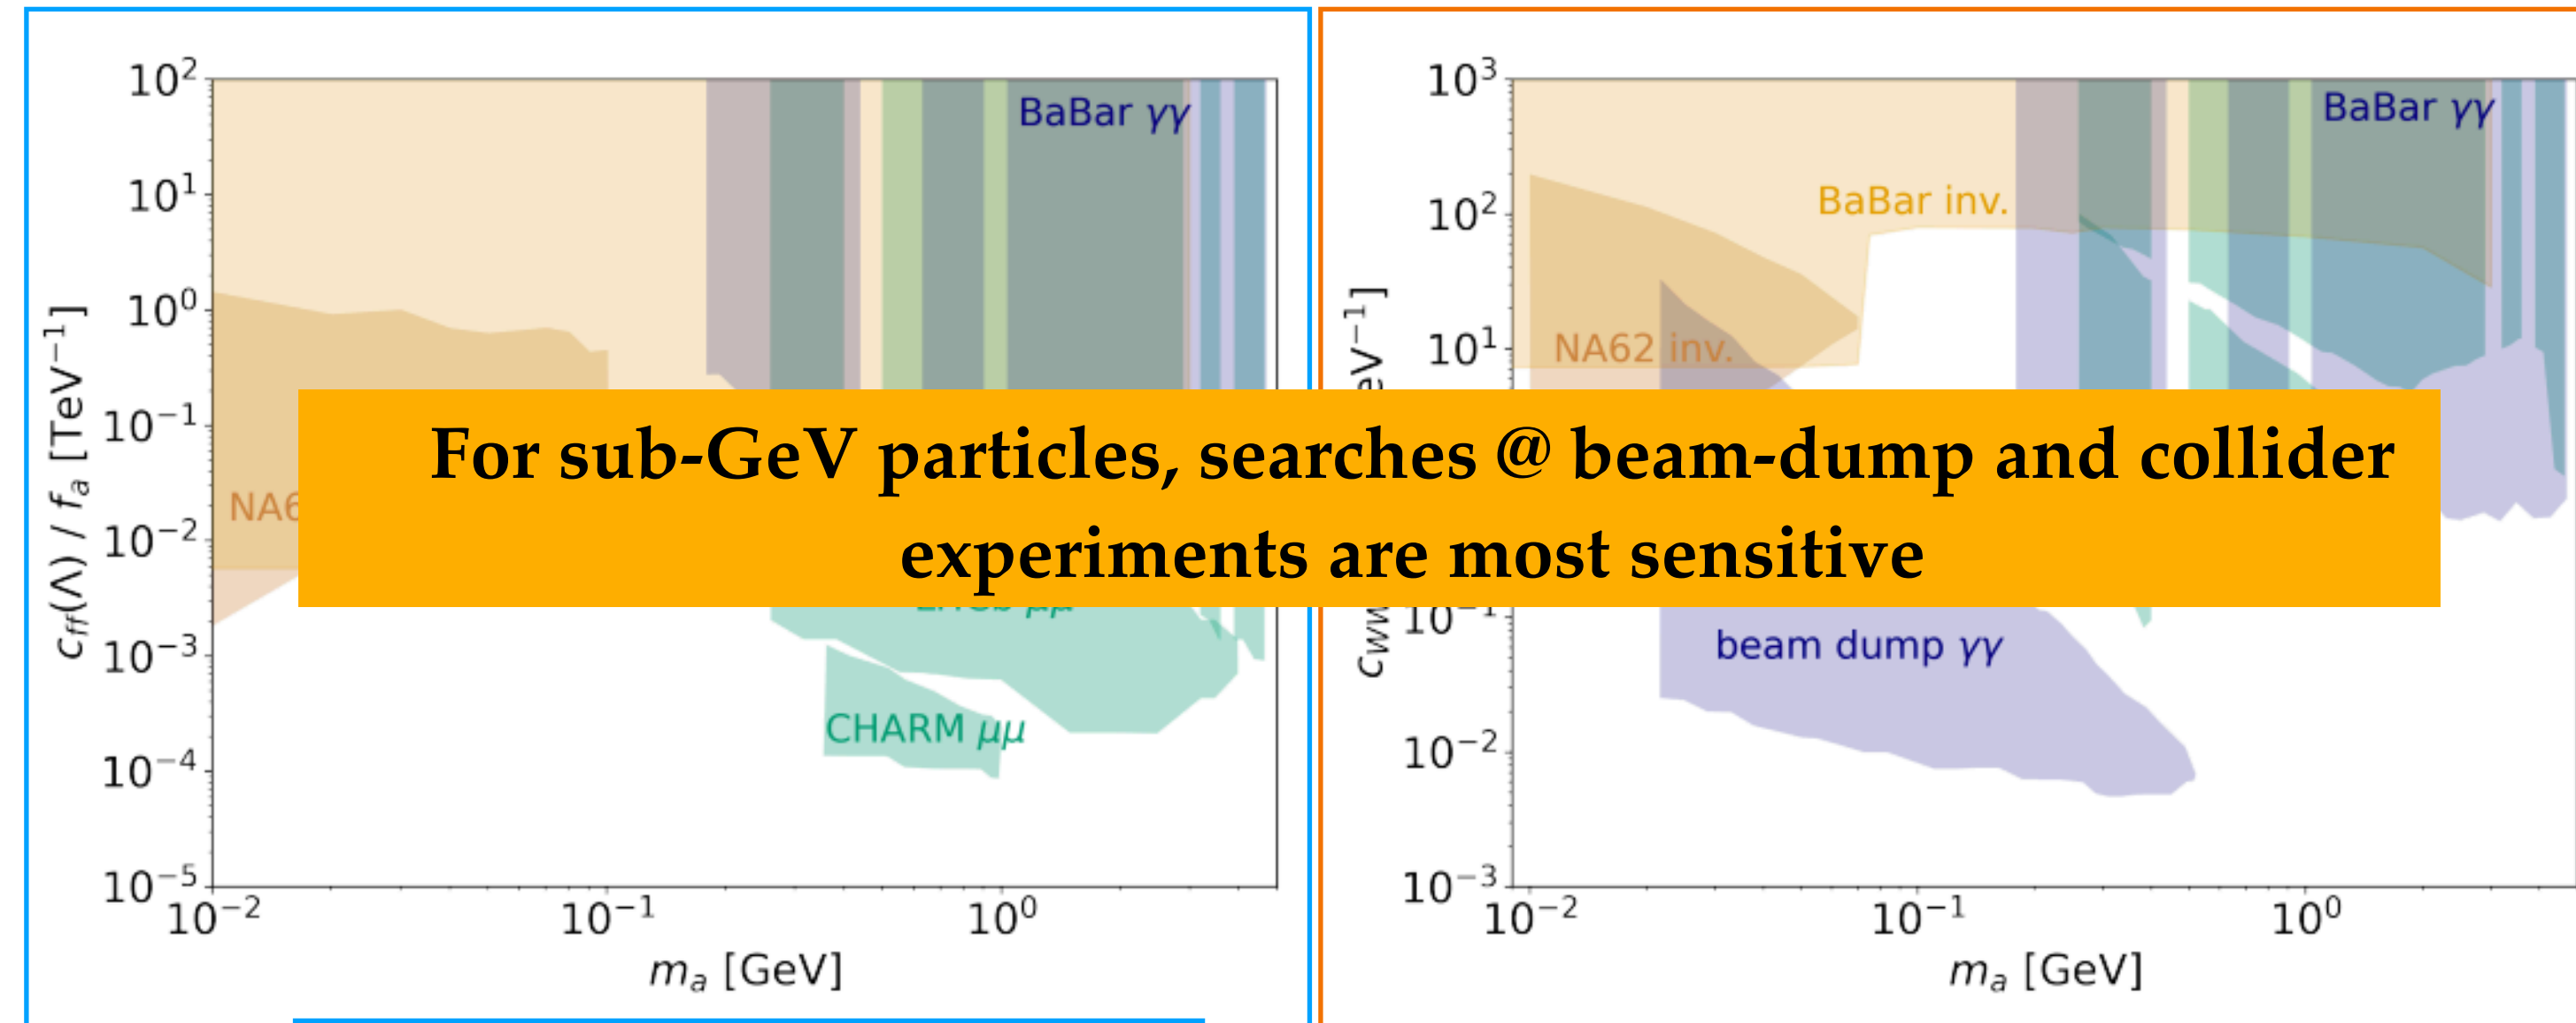 10²
10¹
10⁰
10⁻¹
10⁻²
10⁻³
10⁻⁴
10⁻⁵
c_ff(Λ) / f_a [TeV⁻¹]
BaBar γγ
CHARM μμ
10⁻² 10⁻¹ 10⁰
m_a [GeV]
10³
10²
10¹
10⁻²
10⁻³
BaBar γγ
BaBar inv.
NA62 inv.
beam dump γγ
10⁻² 10⁻¹ 10⁰
m_a [GeV]
For sub-GeV particles, searches @ beam-dump and collider
experiments are most sensitive